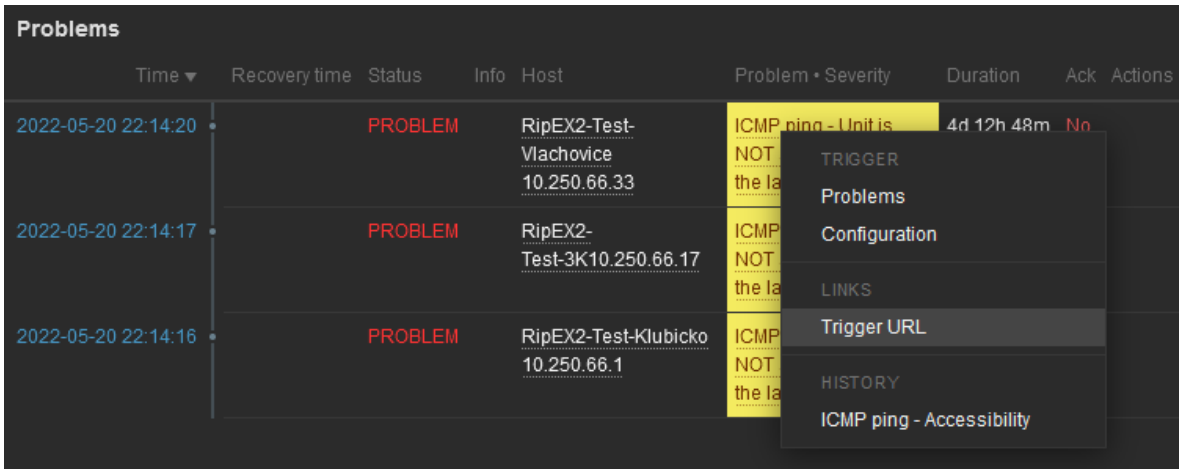 Problems
Time ▼ Recovery time Status Info Host Problem • Severity Duration Ack Actions
2022-05-20 22:14:20 PROBLEM RipEX2-Test- ICMP ping - Unit is 4d 12h 48m No
Vlachovice NOT
10.250.66.33 the la
2022-05-20 22:14:17 PROBLEM RipEX2- ICMP
Test-3K10.250.66.17 NOT
the la
2022-05-20 22:14:16 PROBLEM RipEX2-Test-Klubicko ICMP
10.250.66.1 NOT
the la
TRIGGER
Problems
Configuration
LINKS
Trigger URL
HISTORY
ICMP ping - Accessibility